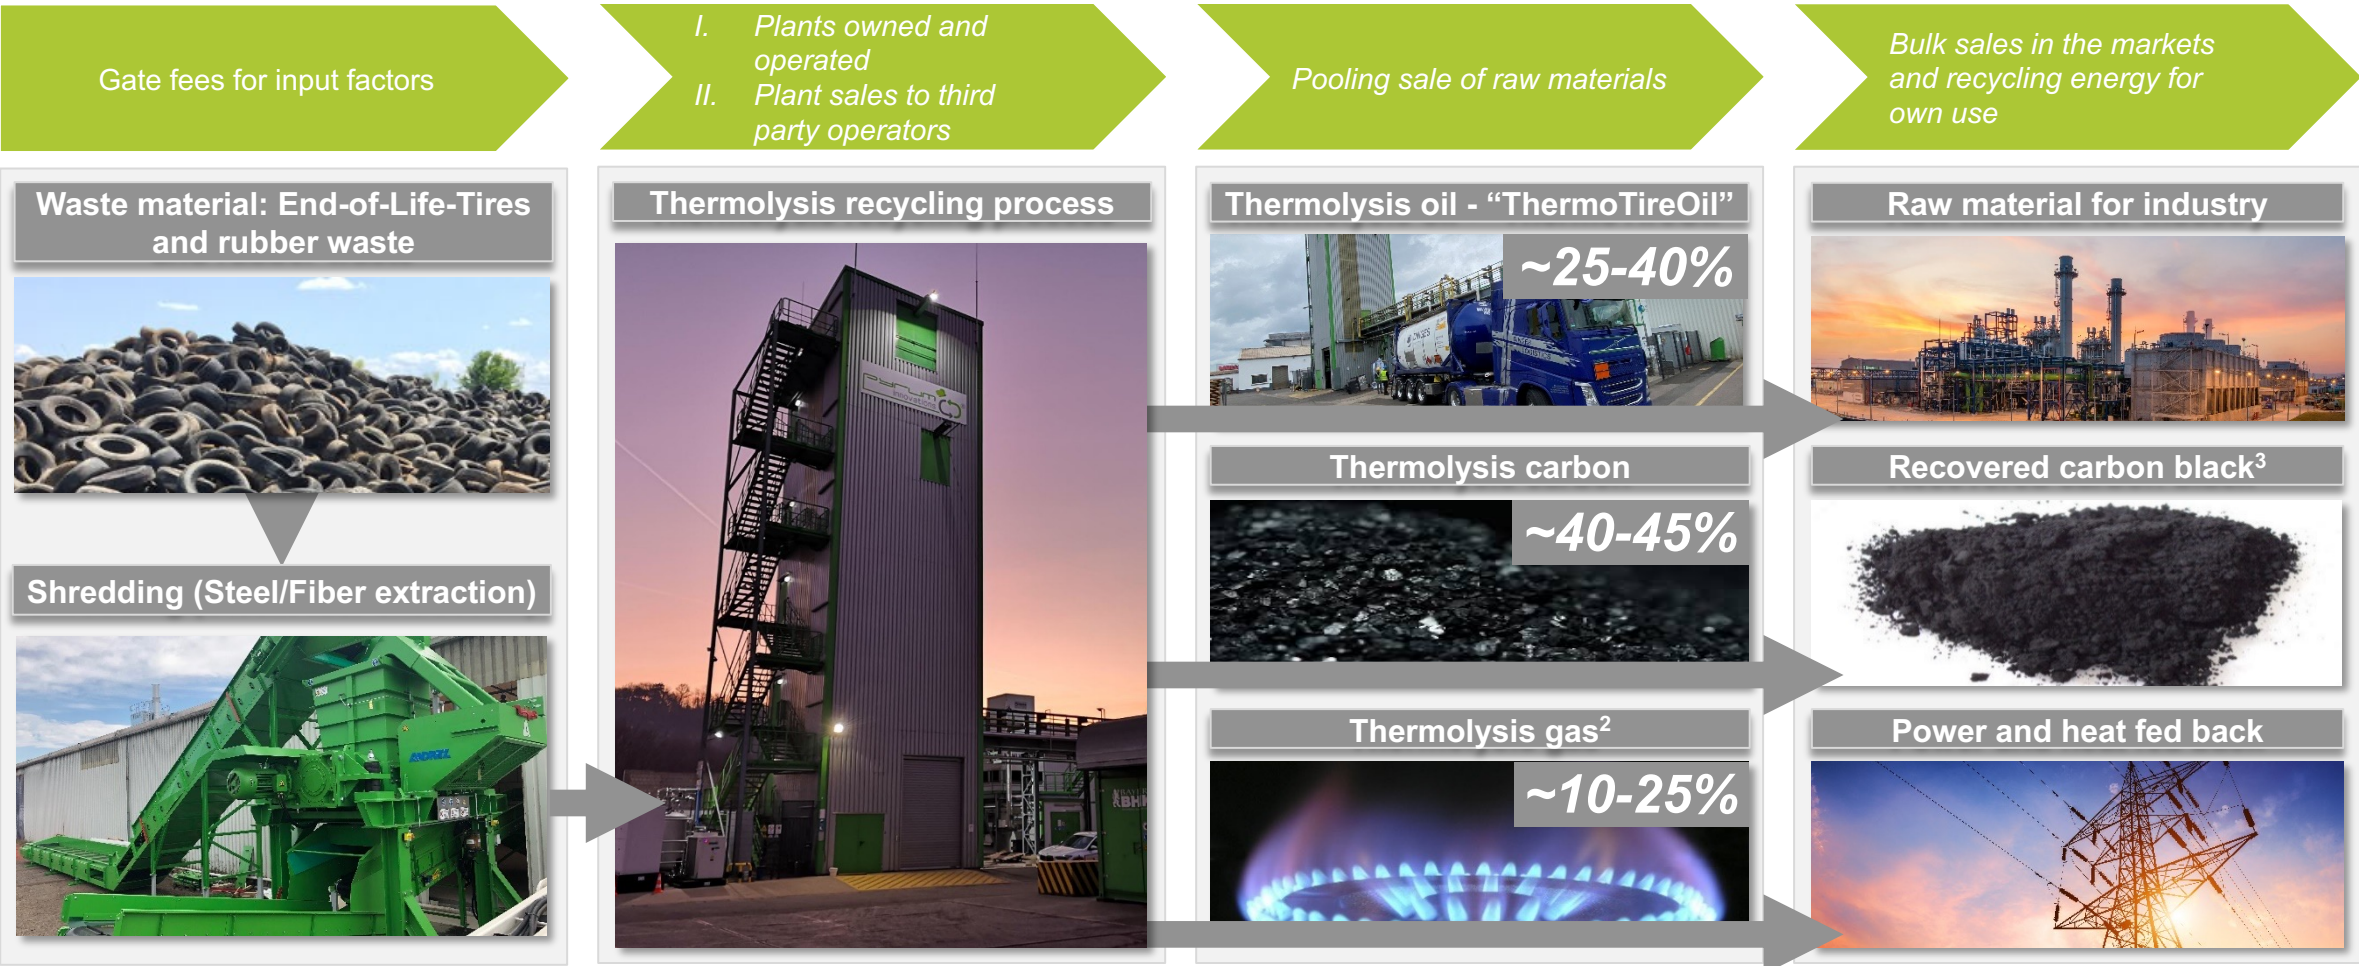 Gate fees for input factors
I. Plants owned and
operated
II. Plant sales to third
party operators
Pooling sale of raw materials
Bulk sales in the markets
and recycling energy for
own use
Waste material: End-of-Life-Tires
and rubber waste
Shredding (Steel/Fiber extraction)
ANDRITZ
Thermolysis recycling process
pyrum
innovations
Thermolysis oil - “ThermoTireOil”
~25-40%
Thermolysis carbon
~40-45%
Thermolysis gas²
~10-25%
Raw material for industry
Recovered carbon black³
Power and heat fed back